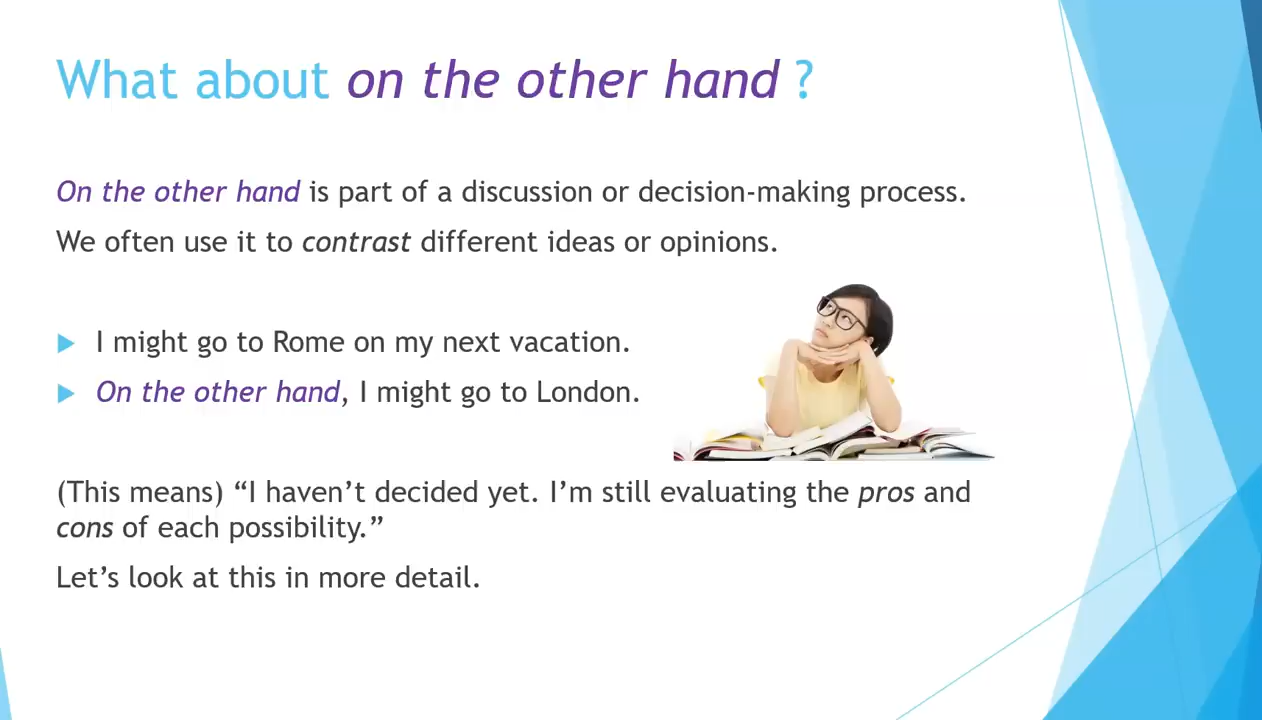 What about on the other hand ?
On the other hand is part of a discussion or decision-making process.
We often use it to contrast different ideas or opinions.
I might go to Rome on my next vacation.
On the other hand, I might go to London.
(This means) “I haven’t decided yet. I’m still evaluating the pros and
cons of each possibility.”
Let’s look at this in more detail.